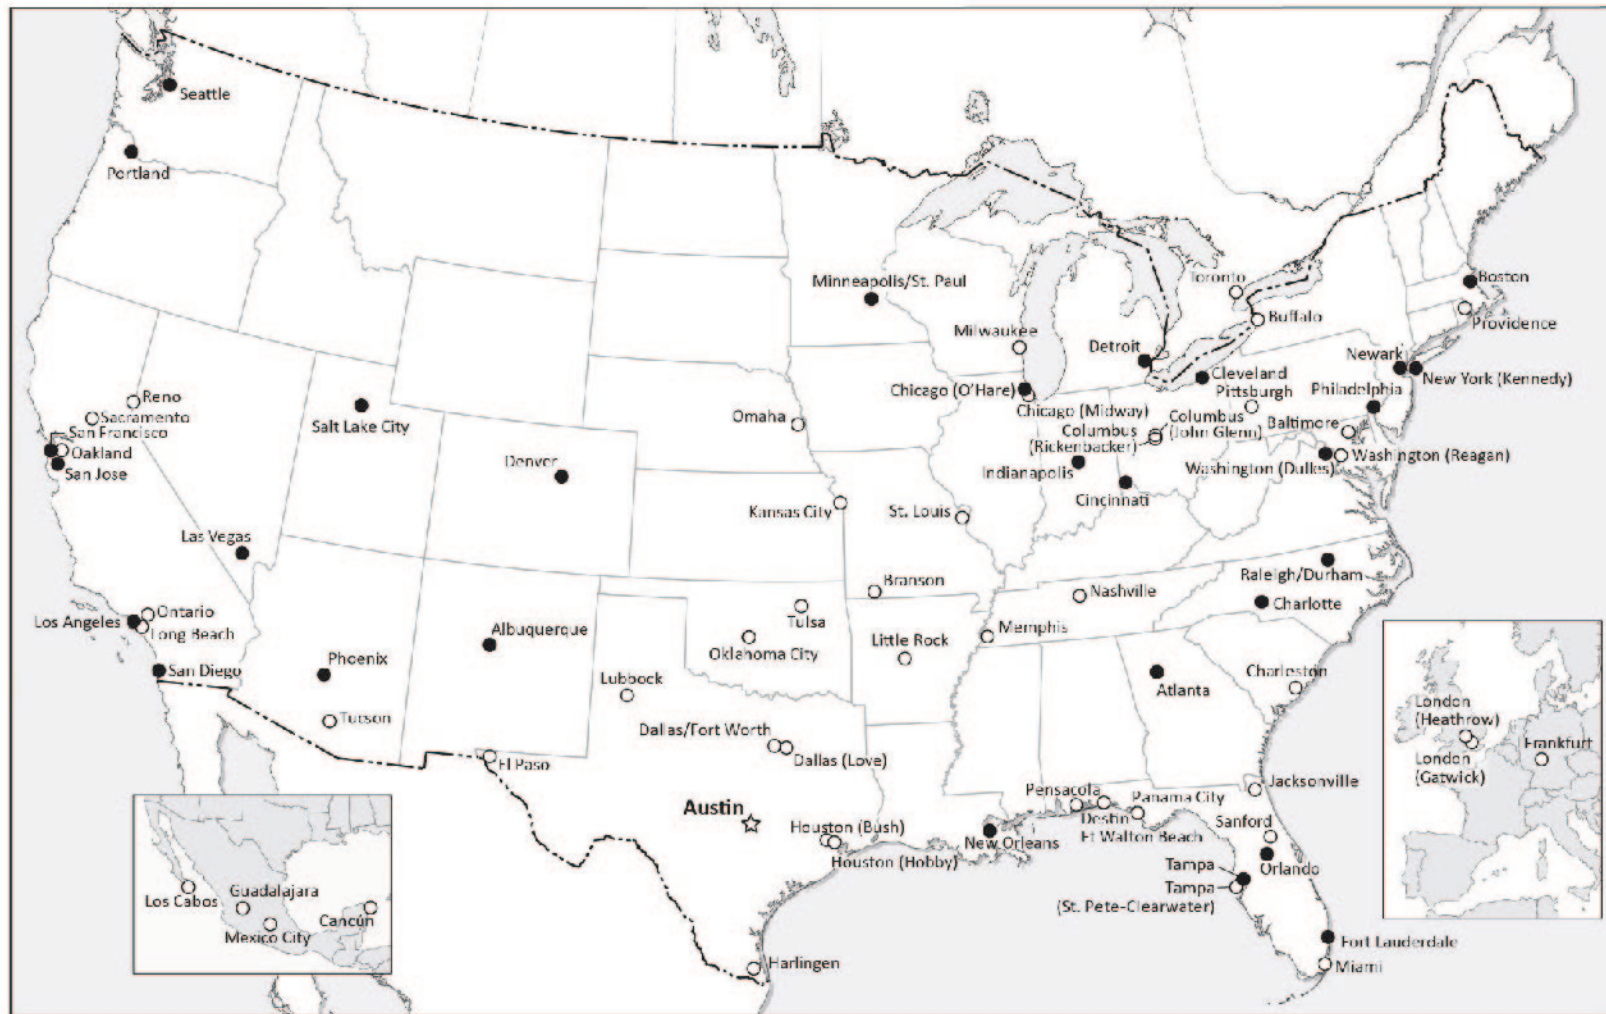 Seattle
Portland
Minneapolis/St. Paul
Toronto
Boston
Buffalo
Providence
Milwaukee
Detroit
Newark
New York (Kennedy)
Cleveland
Pittsburgh
Philadelphia
Chicago (O'Hare)
Chicago (Midway)
Columbus
(John Glenn)
Columbus
(Rickenbacker)
Baltimore
Washington (Reagan)
Washington (Dulles)
Indianapolis
Cincinnati
Reno
Sacramento
San Francisco
Oakland
San Jose
Salt Lake City
Omaha
Denver
Kansas City
St. Louis
Las Vegas
Branson
Nashville
Raleigh/Durham
Charlotte
Ontario
Los Angeles
Long Beach
San Diego
Phoenix
Tucson
Albuquerque
Tulsa
Oklahoma City
Little Rock
Memphis
Atlanta
Charleston
Lubbock
Dallas/Fort Worth
Dallas (Love)
El Paso
Austin
Houston (Bush)
Houston (Hobby)
Harlingen
New Orleans
Pensacola
Destin
Ft Walton Beach
Panama City
Jacksonville
Sanford
Orlando
Tampa
Tampa
(St. Pete-Clearwater)
Fort Lauderdale
Miami
Los Cabos
Guadalajara
Mexico City
Cancún
London
(Heathrow)
London
(Gatwick)
Frankfurt